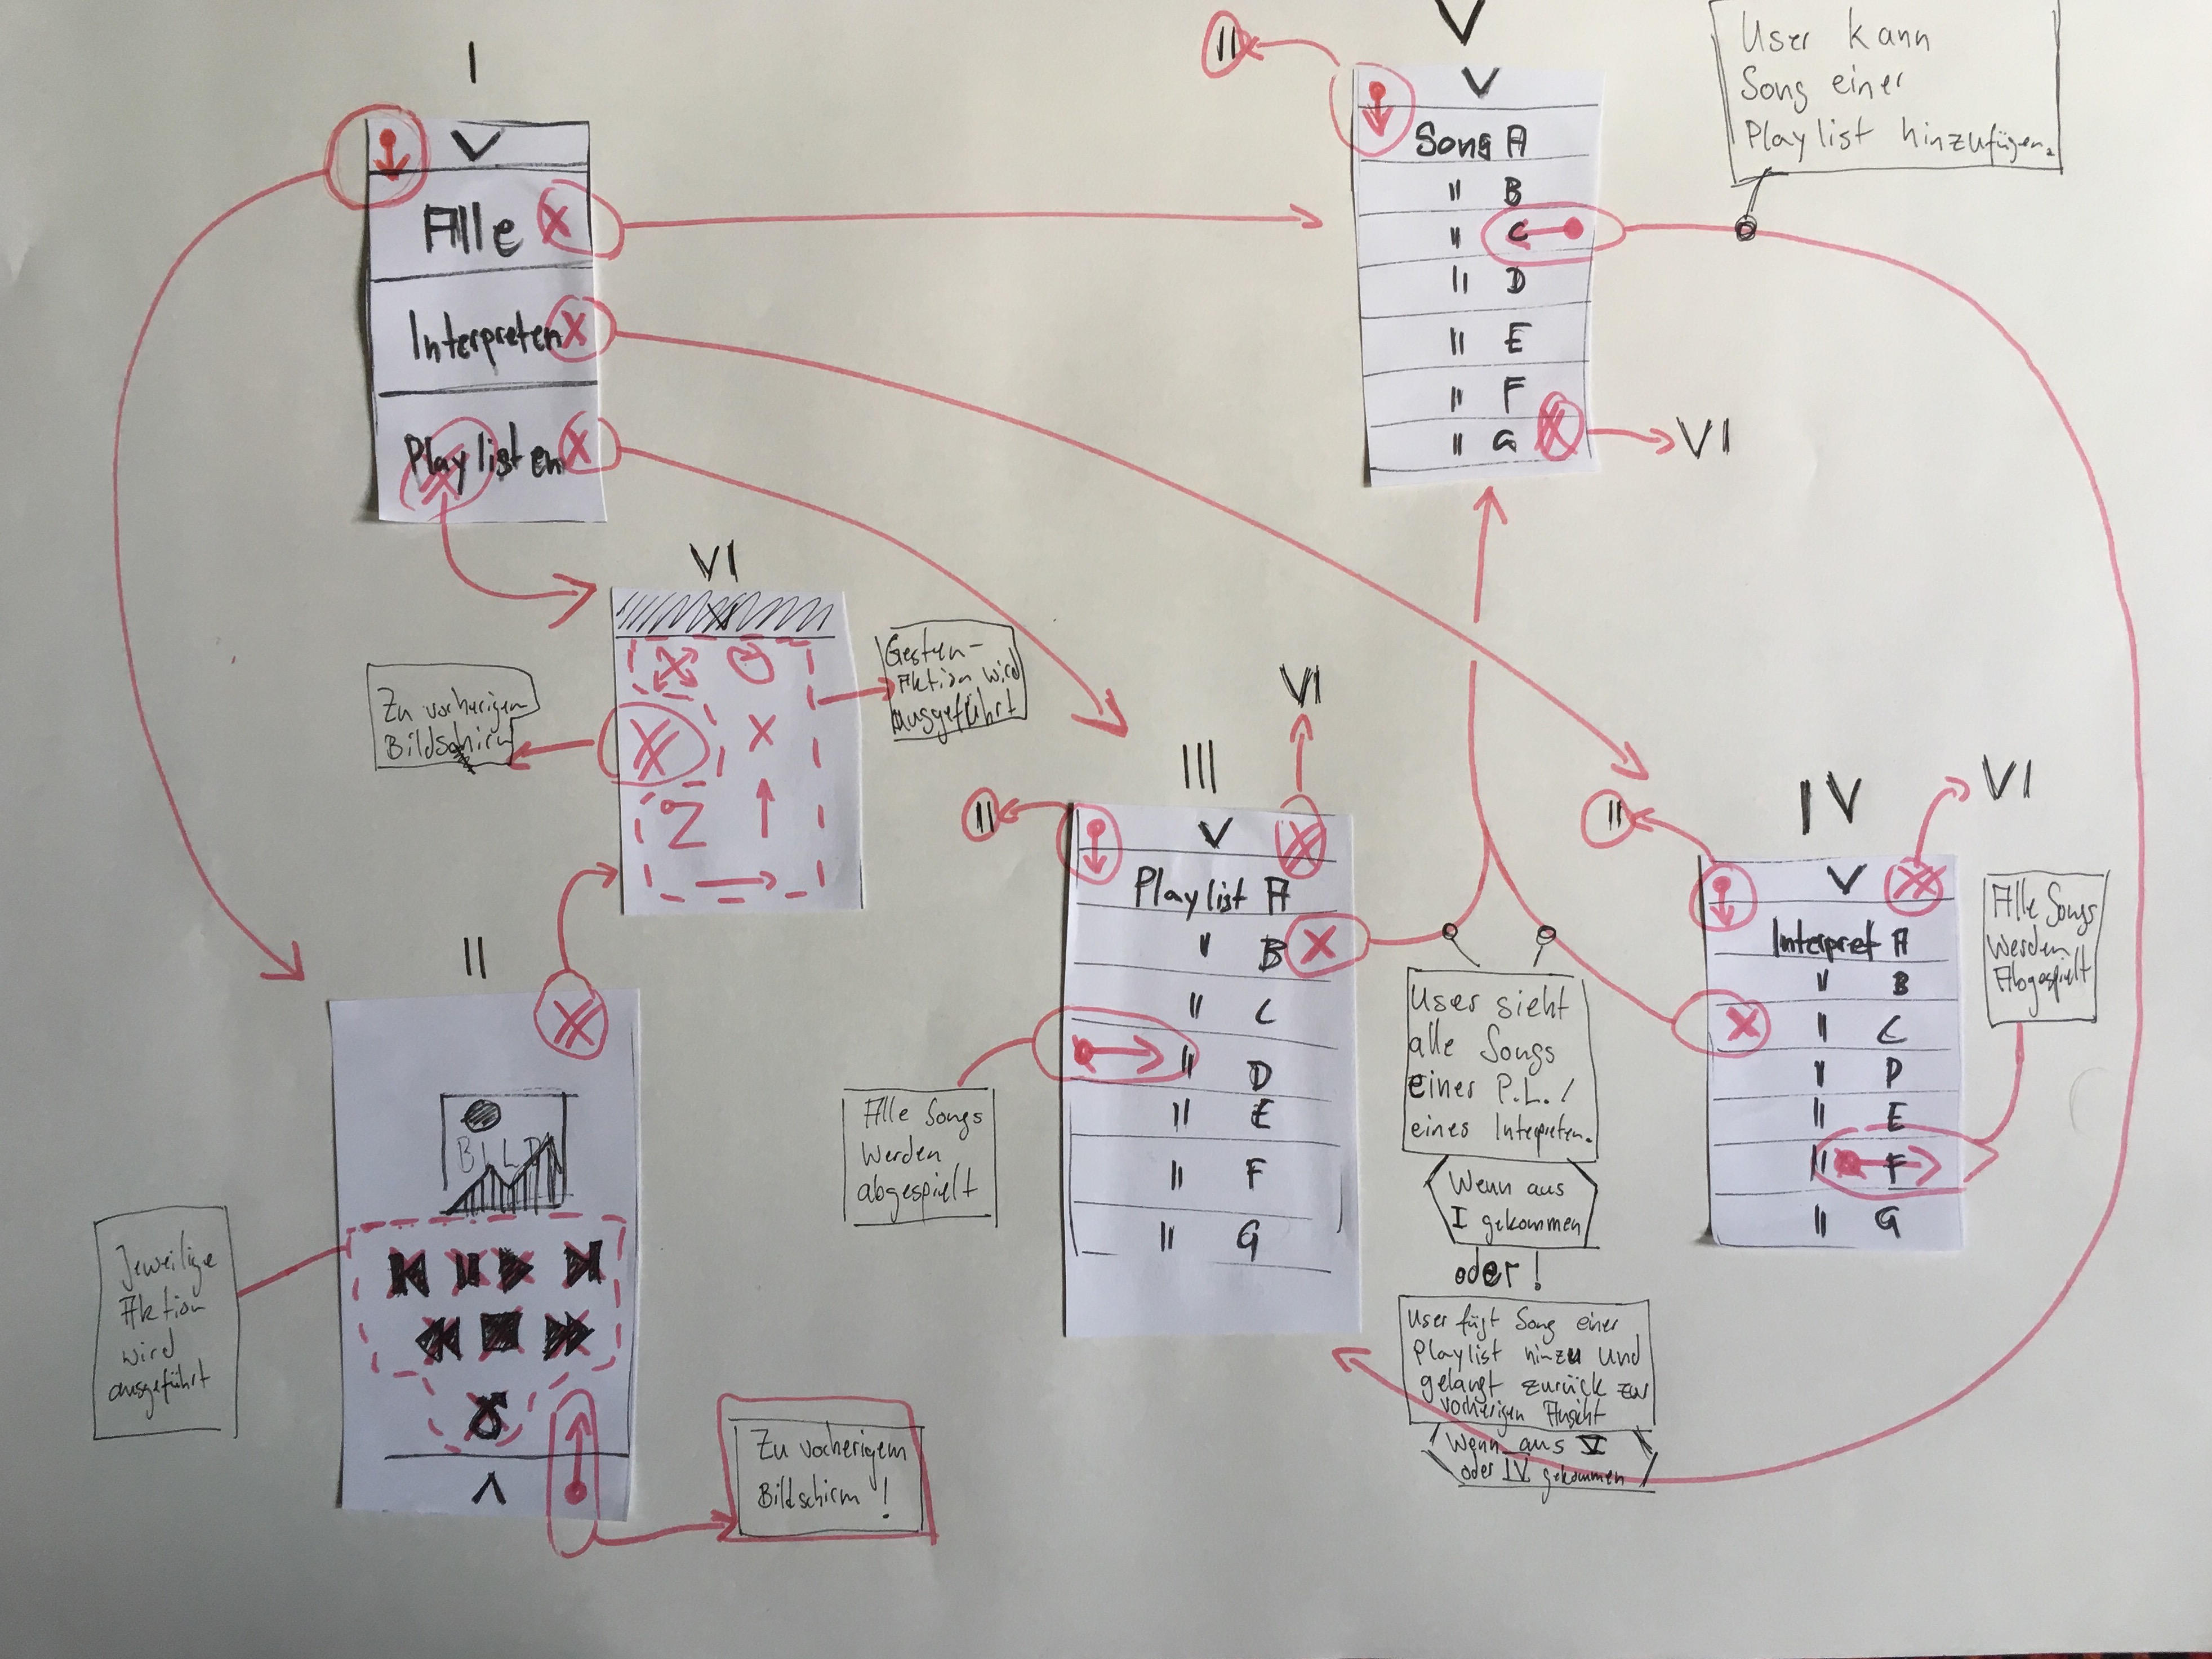 I
V
Alle
Interpreten
Playlisten
II
V
V
Song A
" B
" C
" D
" E
" F
" G
VI
User kann
Song einer
Playlist hinzufügen.
VI
Zu vorherigen
Bildschirm
Gesten-
Aktion wird
ausgeführt
X
Z
II
BILD
Jeweilige
Aktion
wird
ausgeführt
Zu vorherigem
Bildschirm!
III
VI
II
V
Playlist A
" B
" C
" D
" E
" F
" G
Alle Songs
werden
abgespielt
User sieht
alle Songs
einer P.L./
eines Interpreten.
Wenn aus
I gekommen
oder!
User fügt Song einer
Playlist hinzu und
gelangt zurück zur
vorherigen Ansicht
Wenn aus V
oder IV gekommen
IV
VI
II
V
Interpret A
" B
" C
" D
" E
" F
" G
Alle Songs
Werden
Abgespielt